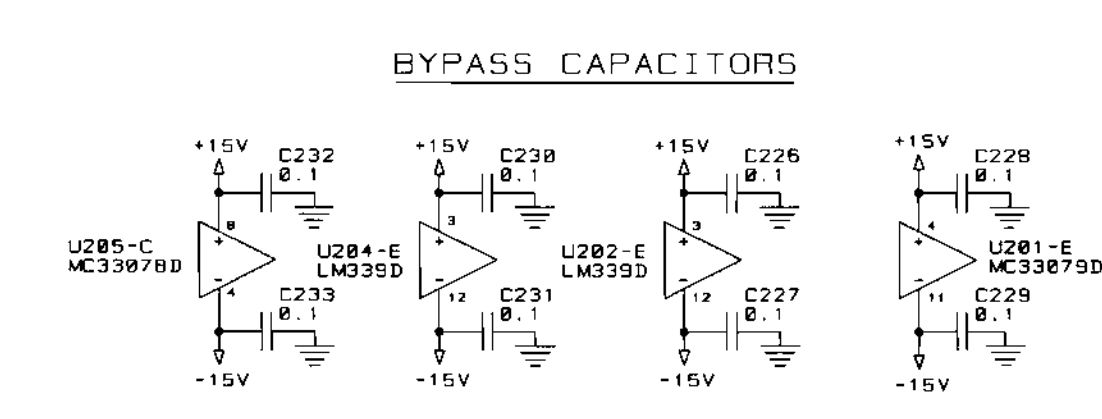 BYPASS CAPACITORS
+15V
C232
0.1
8
+
U205-C
MC33078D
-
4
C233
0.1
-15V
+15V
C230
0.1
3
+
U204-E
LM339D
-
12
C231
0.1
-15V
+15V
C226
0.1
3
+
U202-E
LM339D
-
12
C227
0.1
-15V
+15V
C228
0.1
4
+
U201-E
MC33079D
-
11
C229
0.1
-15V